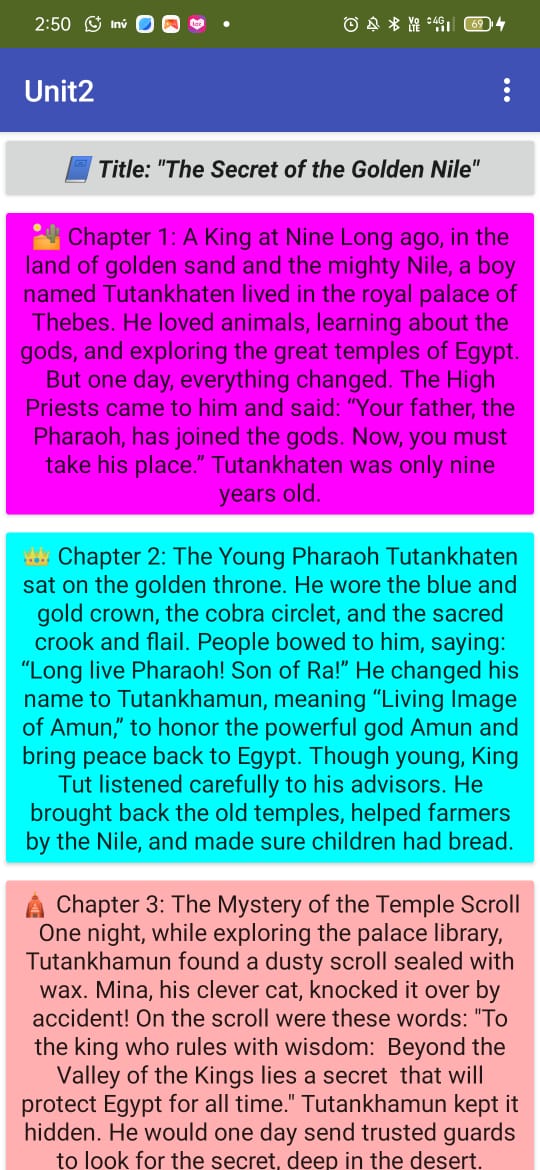 2:50
Inv
Vo
LTE
4G
69
Unit2
📘 Title: "The Secret of the Golden Nile"
🏜️ Chapter 1: A King at Nine Long ago, in the
land of golden sand and the mighty Nile, a boy
named Tutankhaten lived in the royal palace of
Thebes. He loved animals, learning about the
gods, and exploring the great temples of Egypt.
But one day, everything changed. The High
Priests came to him and said: “Your father, the
Pharaoh, has joined the gods. Now, you must
take his place.” Tutankhaten was only nine
years old.
👑 Chapter 2: The Young Pharaoh Tutankhaten
sat on the golden throne. He wore the blue and
gold crown, the cobra circlet, and the sacred
crook and flail. People bowed to him, saying:
“Long live Pharaoh! Son of Ra!” He changed his
name to Tutankhamun, meaning “Living Image
of Amun,” to honor the powerful god Amun and
bring peace back to Egypt. Though young, King
Tut listened carefully to his advisors. He
brought back the old temples, helped farmers
by the Nile, and made sure children had bread.
🛕 Chapter 3: The Mystery of the Temple Scroll
One night, while exploring the palace library,
Tutankhamun found a dusty scroll sealed with
wax. Mina, his clever cat, knocked it over by
accident! On the scroll were these words: "To
the king who rules with wisdom:  Beyond the
Valley of the Kings lies a secret  that will
protect Egypt for all time." Tutankhamun kept it
hidden. He would one day send trusted guards
to look for the secret, deep in the desert.